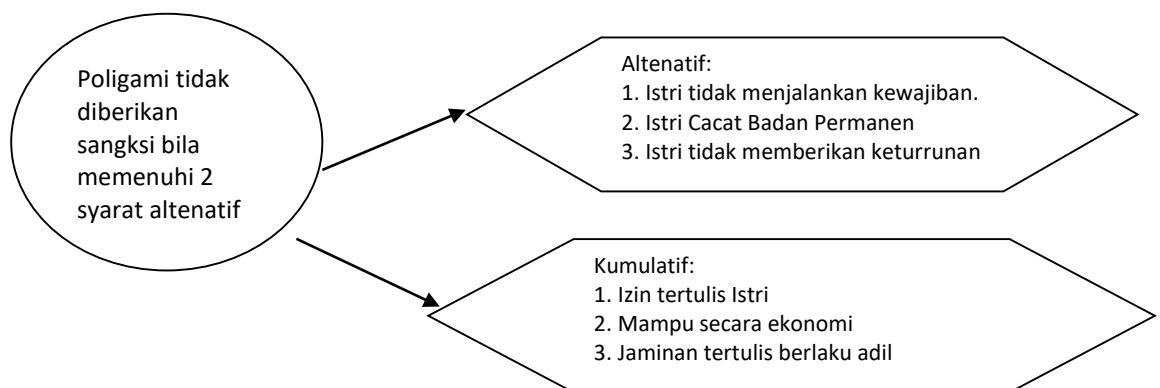 Poligami tidak
diberikan
sangksi bila
memenuhi 2
syarat altenatif
Altenatif:
1. Istri tidak menjalankan kewajiban.
2. Istri Cacat Badan Permanen
3. Istri tidak memberikan keturrunan
Kumulatif:
1. Izin tertulis Istri
2. Mampu secara ekonomi
3. Jaminan tertulis berlaku adil